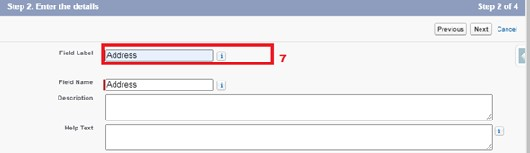 Step 2. Enter the details Step 2 of 4
Previous Next Cancel
Field Label Address i 7
Field Name Address i
Description
Help Text i